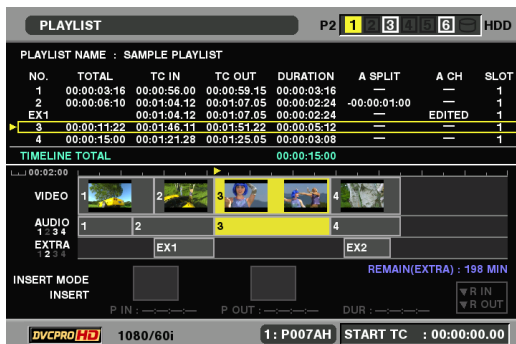 PLAYLIST P2 1 2 3 4 5 6 HDD
PLAYLIST NAME : SAMPLE PLAYLIST
NO. TOTAL TC IN TC OUT DURATION A SPLIT A CH SLOT
1 00:00:03:16 00:00:56.00 00:00:59.15 00:00:03:16 — — 1
2 00:00:06:10 00:01:04.12 00:01:07.05 00:00:02:24 -00:00:01:00 — 1
EX1 00:01:04.12 00:01:07.05 00:00:02:24 — EDITED 1
3 00:00:11:22 00:01:46.11 00:01:51.22 00:00:05:12 — — 1
4 00:00:15:00 00:01:21.28 00:01:25.05 00:00:03:08 — — 1
TIMELINE TOTAL 00:00:15:00
00:02:00
VIDEO 1 2 3 4
AUDIO 1 2 3 4
1 2 3 4
EXTRA EX1 EX2
1 2 3 4
REMAIN(EXTRA) : 198 MIN
INSERT MODE
INSERT
R IN
R OUT
P IN : --:--:-- P OUT : --:--:-- DUR : --:--:--
DVCPRO HD 1080/60i 1 : P007AH START TC : 00:00:00.00